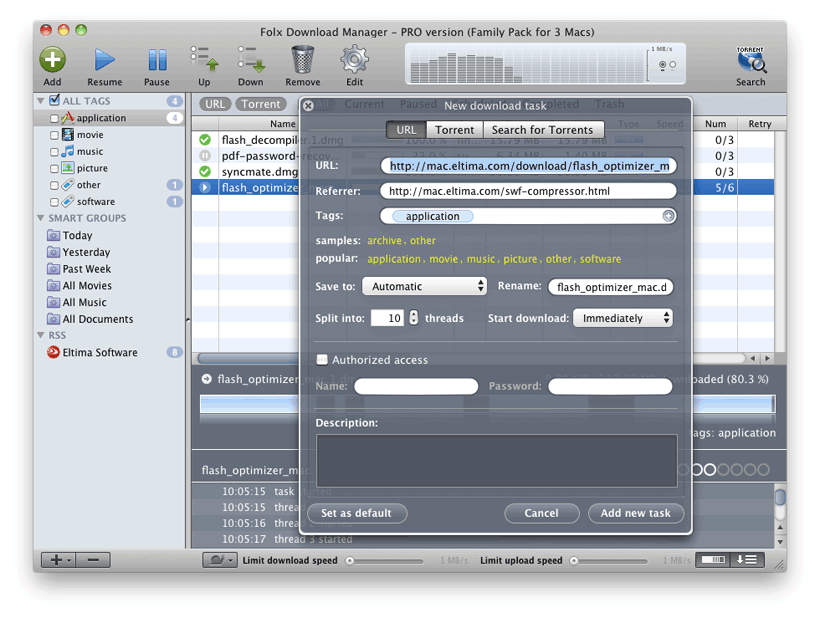 Folx Download Manager – PRO version (Family Pack for 3 Macs)
Add Resume Pause Up Down Remove Edit 1 MB/s TORRENT Search
ALL TAGS 4
application 4
movie
music
picture
other 1
software 1
SMART GROUPS
Today
Yesterday
Past Week
All Movies
All Music
All Documents
RSS
Eltima Software 8
URL Torrent All Current Paused Completed Trash
Name Type Speed Num Retry
flash_decompil 1.dmg 0/3
pdf-password-recov 0/3
syncmate.dmg 0/3
flash_optimize 5/6
New download task
URL Torrent Search for Torrents
URL: http://mac.eltima.com/download/flash_optimizer_m
Referrer: http://mac.eltima.com/swf-compressor.html
Tags: application
samples: archive, other
popular: application, movie, music, picture, other, software
Save to: Automatic Rename: flash_optimizer_mac.d
Split into: 10 threads Start download: Immediately
Authorized access
Name: Password:
Description:
Set as default Cancel Add new task
flash_optimizer_ma nloaded (80.3 %)
ags: application
flash_optimizer_mac
10:05:15 task started
10:05:15 thread
10:05:16 thread started
10:05:17 thread 3 started
Limit download speed 1 MB/s Limit upload speed 1 MB/s